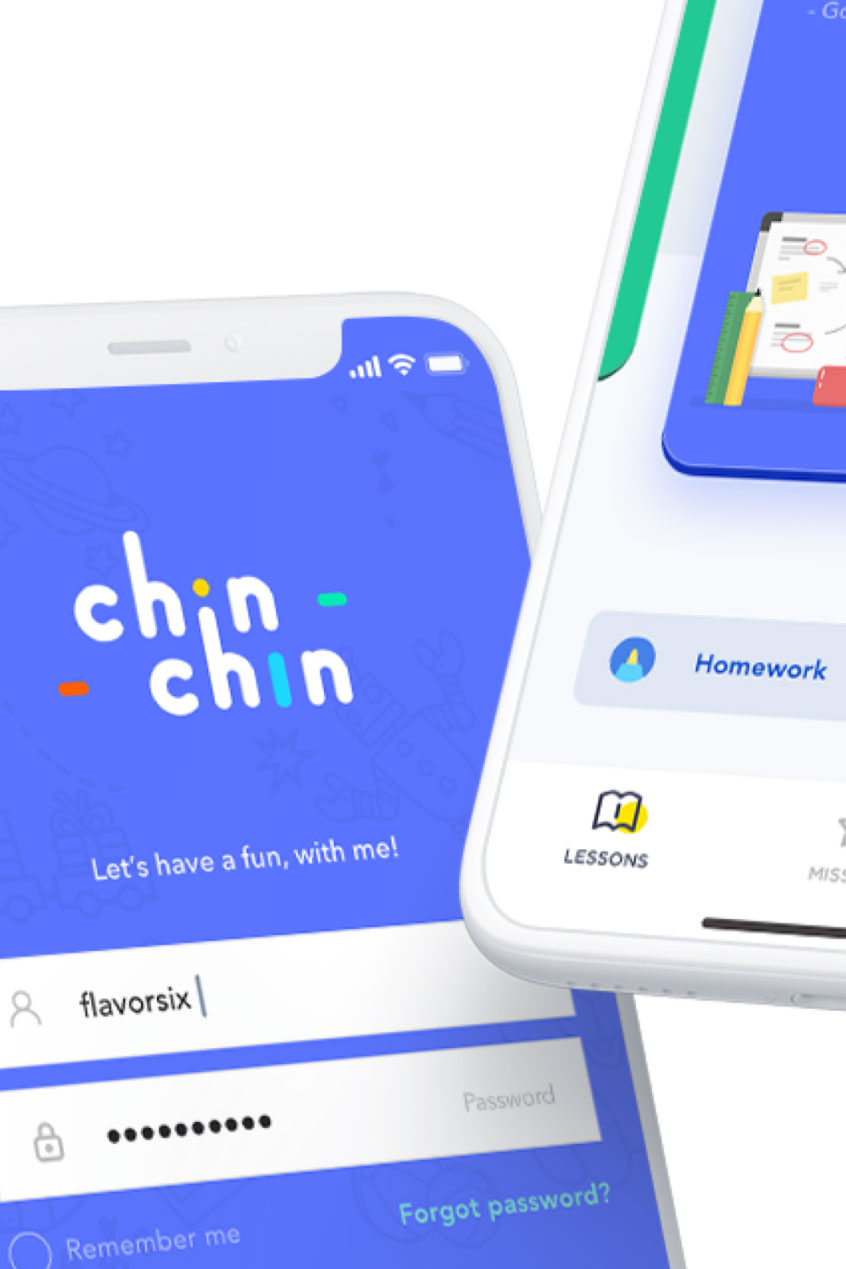 chin
chin
Let's have a fun, with me!
flavorsix
Password
Forgot password?
Remember me
Homework
LESSONS